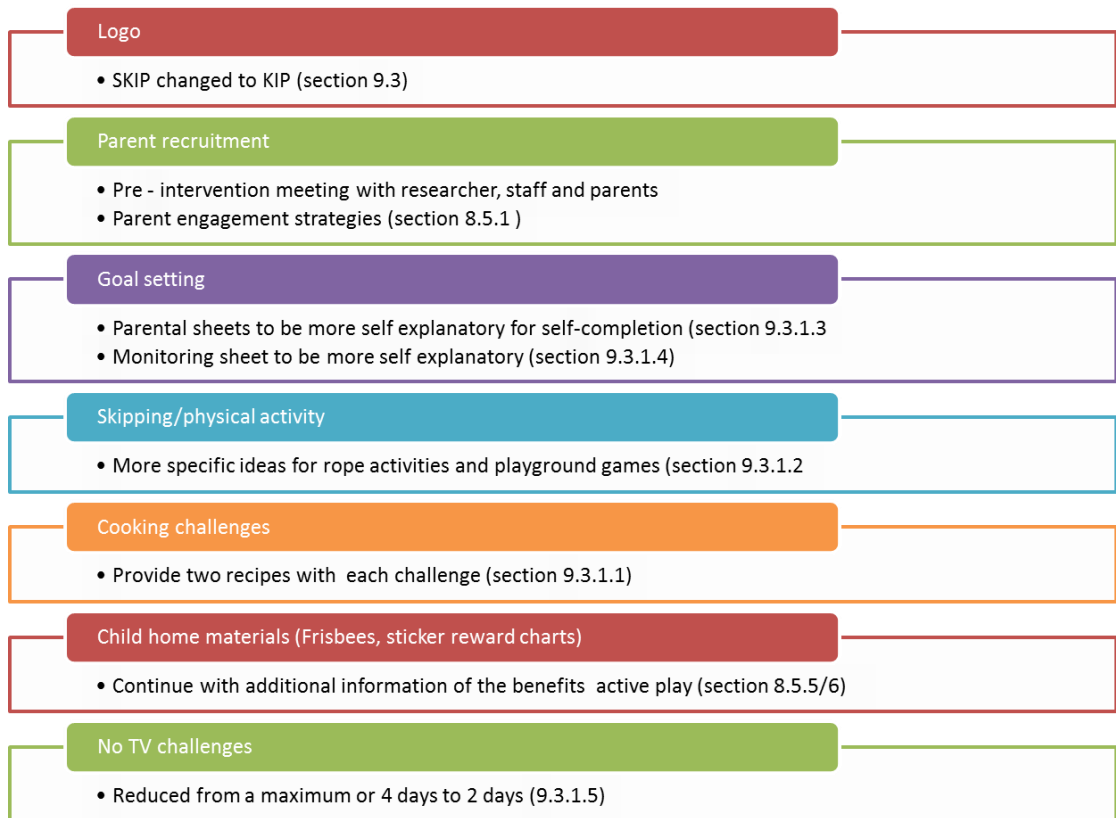 Logo
• SKIP changed to KIP (section 9.3)
Parent recruitment
• Pre - intervention meeting with researcher, staff and parents
• Parent engagement strategies (section 8.5.1 )
Goal setting
• Parental sheets to be more self explanatory for self-completion (section 9.3.1.3
• Monitoring sheet to be more self explanatory (section 9.3.1.4)
Skipping/physical activity
• More specific ideas for rope activities and playground games (section 9.3.1.2
Cooking challenges
• Provide two recipes with each challenge (section 9.3.1.1)
Child home materials (Frisbees, sticker reward charts)
• Continue with additional information of the benefits active play (section 8.5.5/6)
No TV challenges
• Reduced from a maximum or 4 days to 2 days (9.3.1.5)